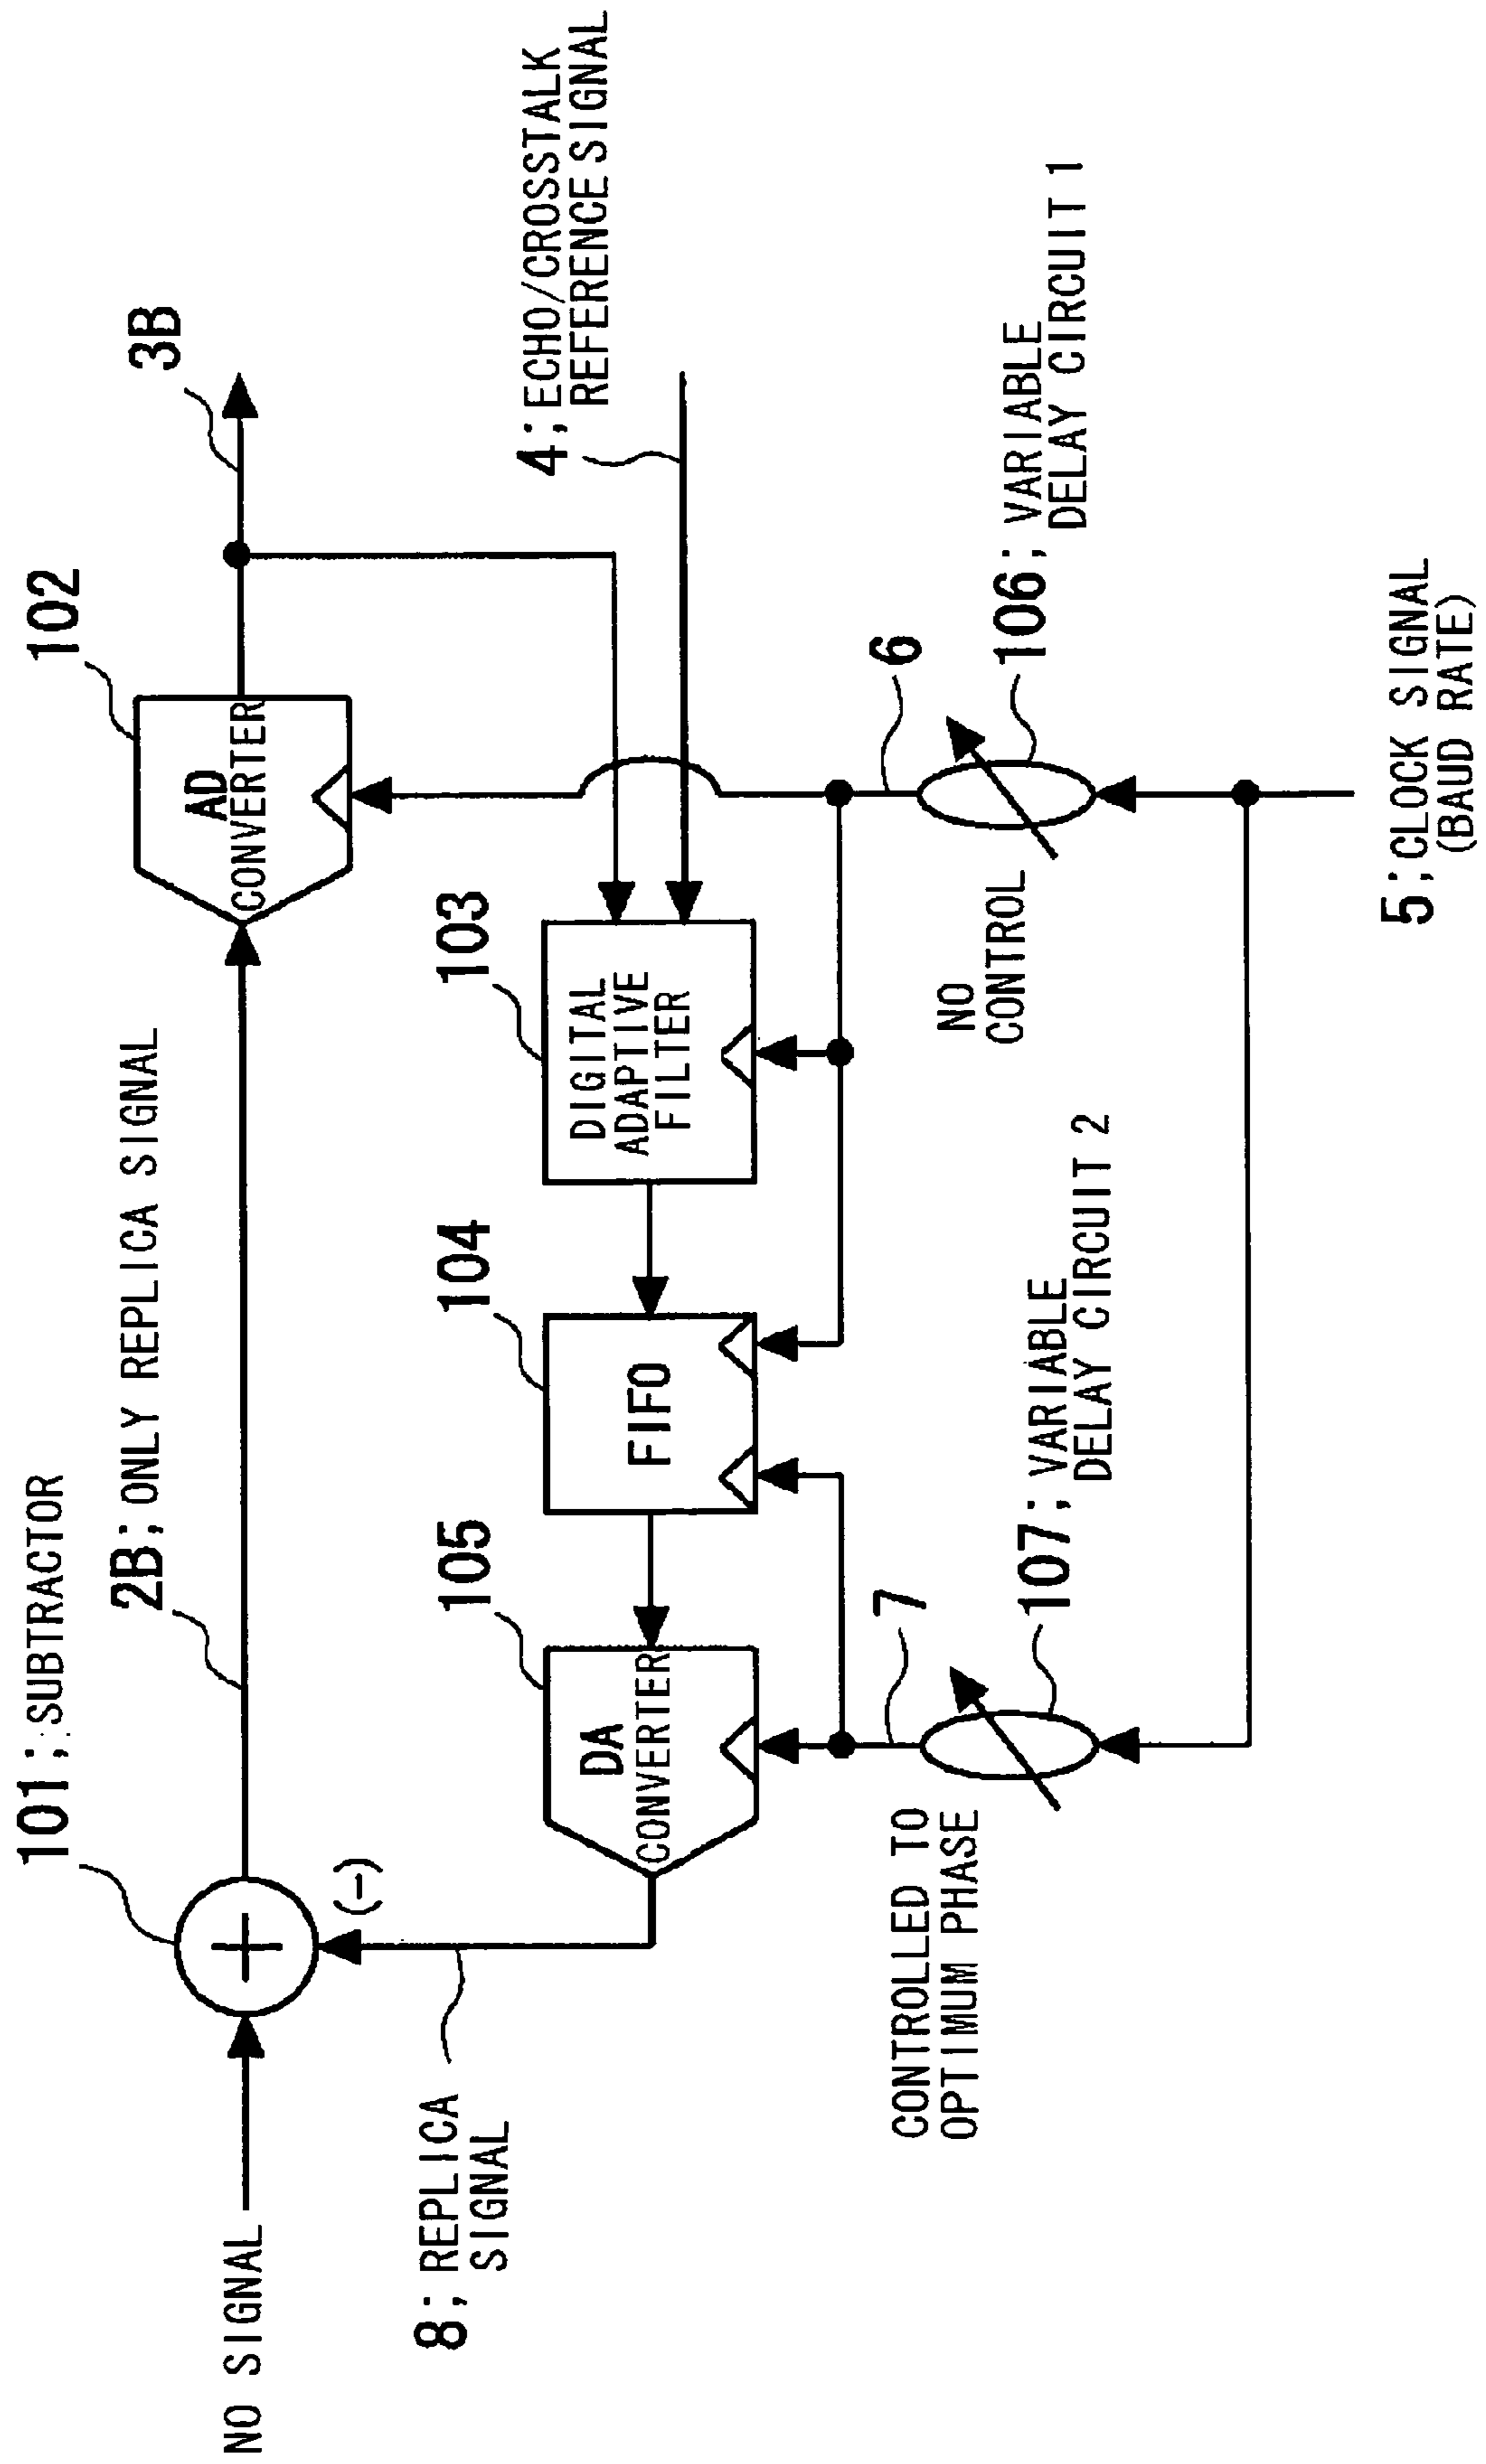 NO SIGNAL
101; SUBTRACTOR
2B; ONLY REPLICA SIGNAL
102
3B
AD
CONVERTER
(-)
8; REPLICA
SIGNAL
105
DA
CONVERTER
104
FIFO
103
DIGITAL
ADAPTIVE
FILTER
4; ECHO/CROSSTALK
REFERENCE SIGNAL
CONTROLLED TO
OPTIMUM PHASE
7
107; VARIABLE
DELAY CIRCUIT 2
NO
CONTROL
6
106; VARIABLE
DELAY CIRCUIT 1
5; CLOCK SIGNAL
(BAUD RATE)